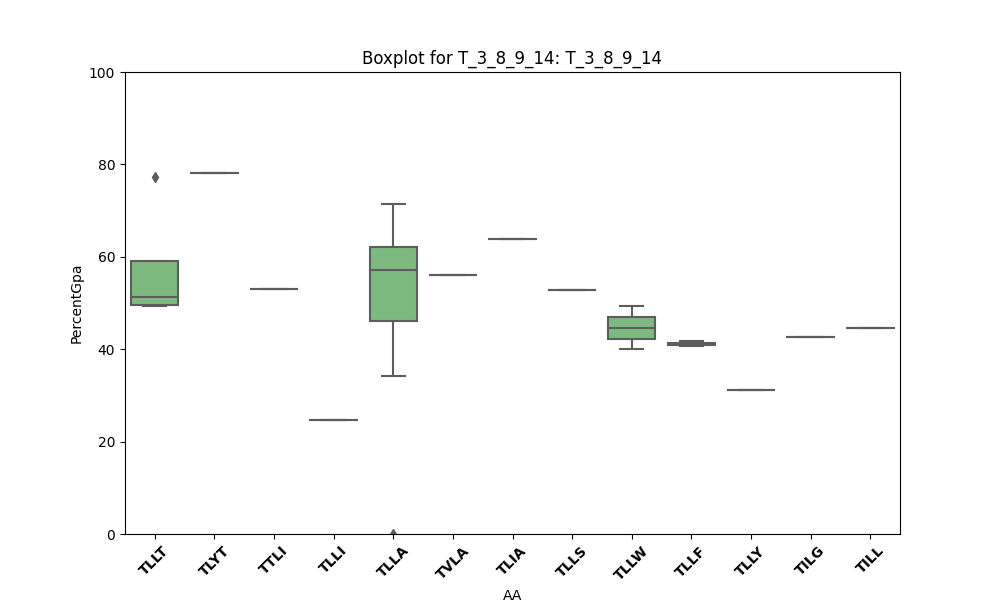 Boxplot for T_3_8_9_14: T_3_8_9_14
100
80
60
40
20
0
PercentGpa
TLLT
TLYT
TTLI
TLLI
TLLA
TVLA
TLIA
TLLS
TLLW
TLLF
TLLY
TILG
TILL
AA